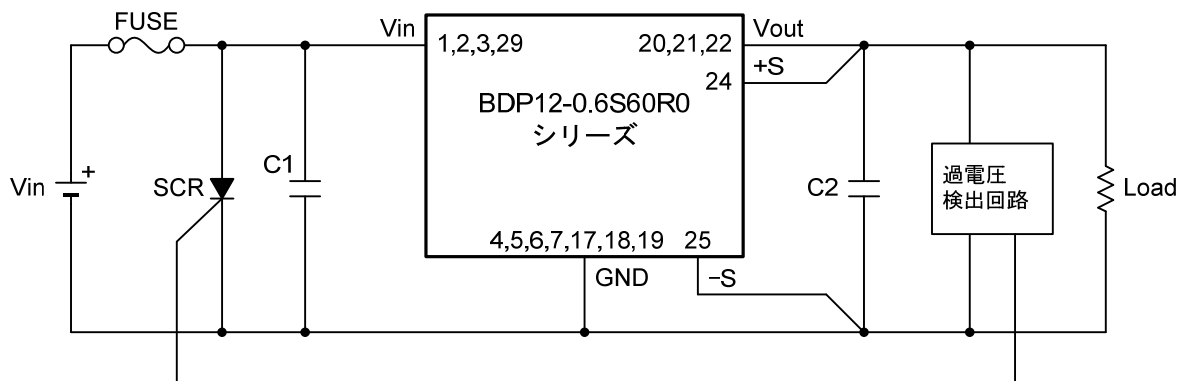 FUSE
Vin
1,2,3,29
20,21,22
Vout
24
+S
BDP12-0.6S60R0
シリーズ
Vin
+
SCR
C1
C2
過電圧
検出回路
Load
4,5,6,7,17,18,19
25
GND
−S